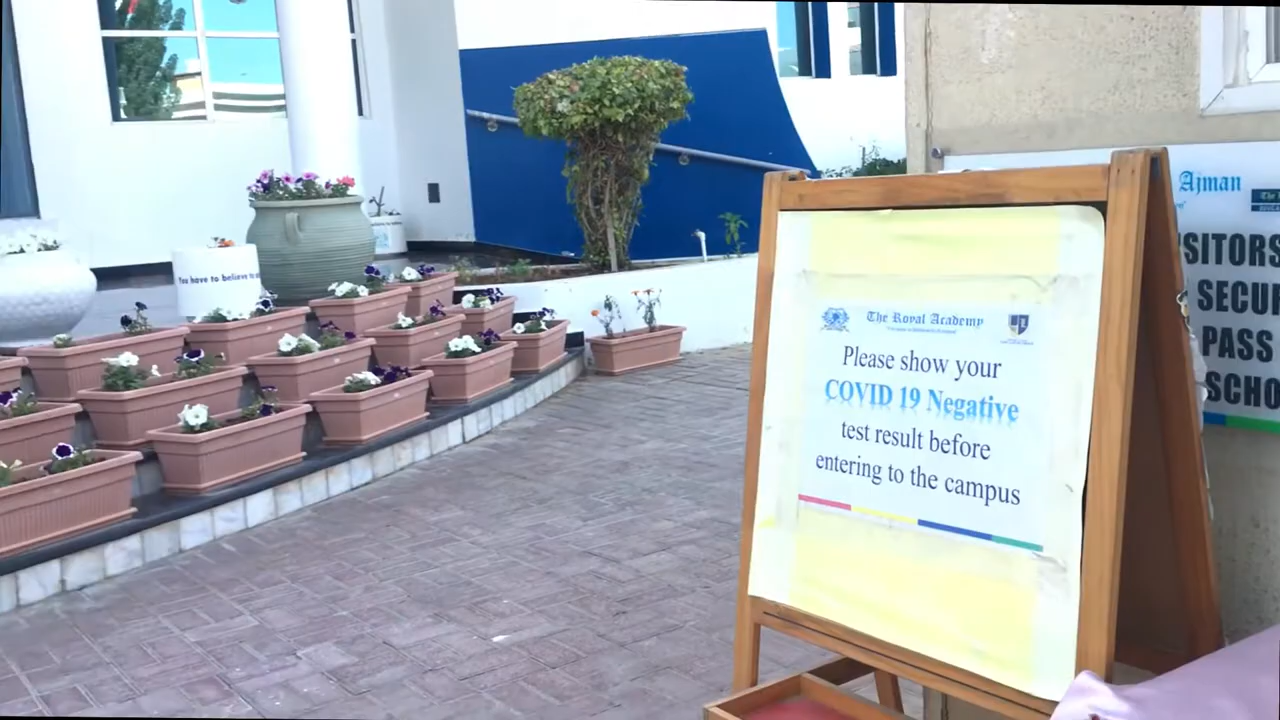 You have to believe to
The Royal Academy
Please show your
COVID 19 Negative
test result before
entering to the campus
Ajman
SITORS
SECU
PASS
SCHO